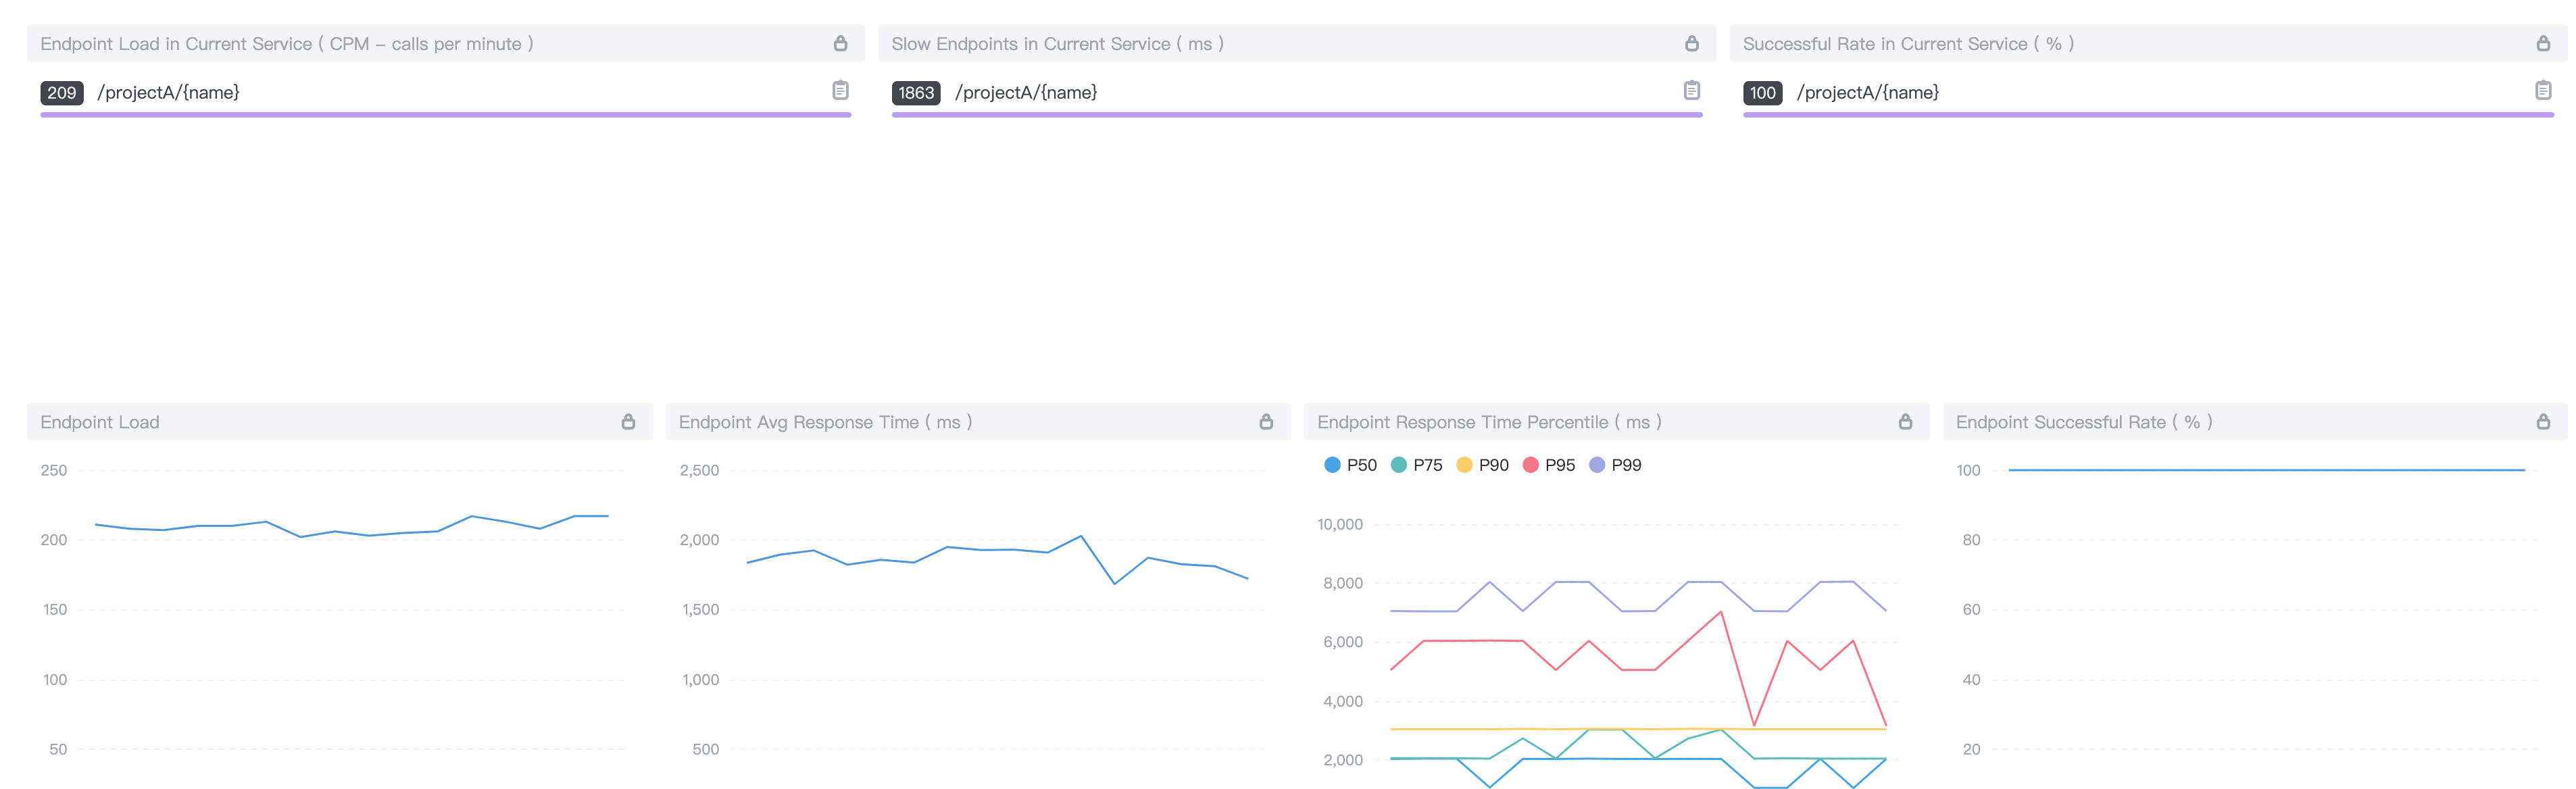 Endpoint Load in Current Service ( CPM – calls per minute )
Slow Endpoints in Current Service ( ms )
Successful Rate in Current Service ( % )
209 /projectA/{name}
1863 /projectA/{name}
100 /projectA/{name}
Endpoint Load
250
200
150
100
50
Endpoint Avg Response Time ( ms )
2,500
2,000
1,500
1,000
500
Endpoint Response Time Percentile ( ms )
P50 P75 P90 P95 P99
10,000
8,000
6,000
4,000
2,000
Endpoint Successful Rate ( % )
100
80
60
40
20